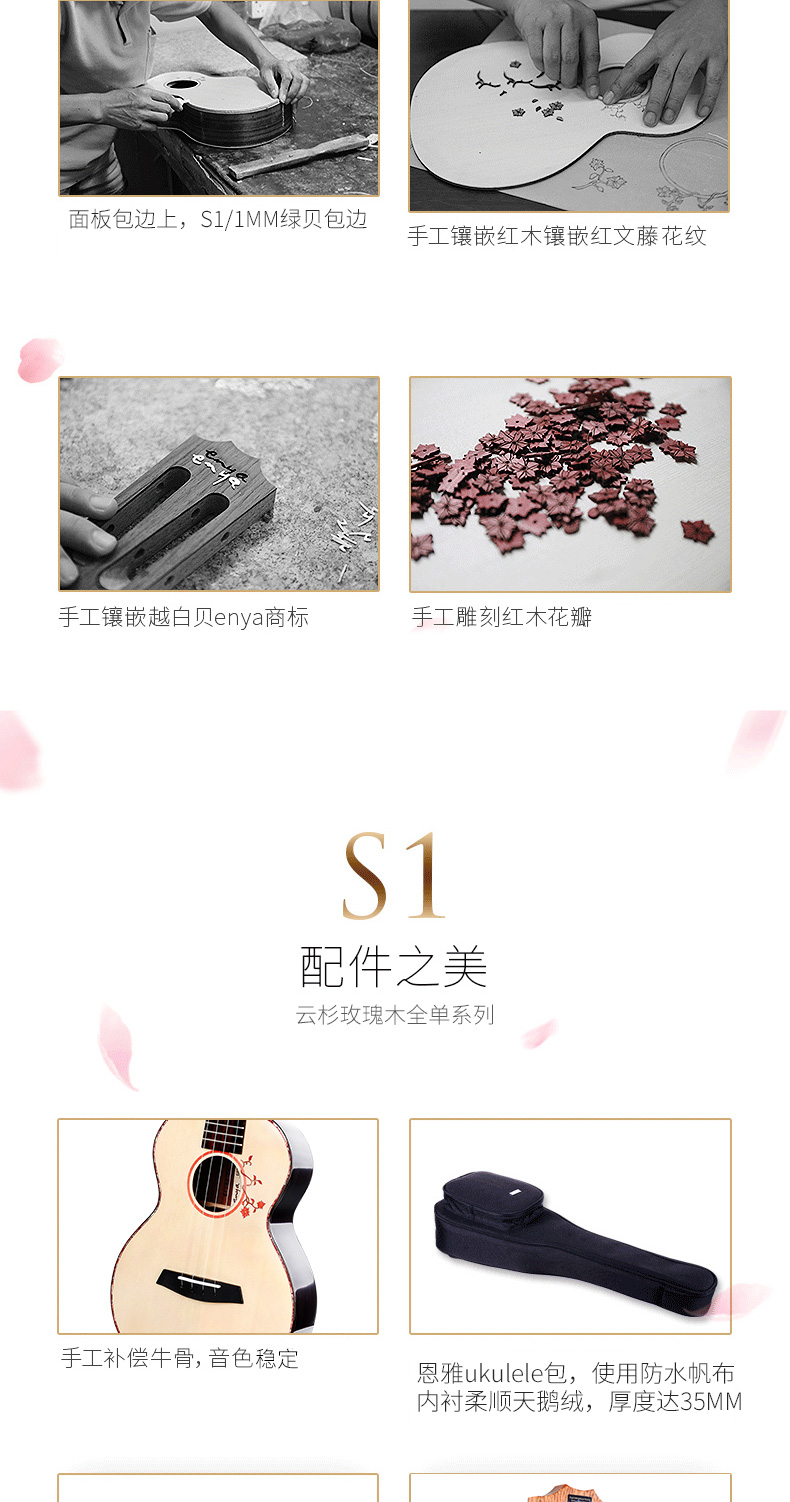 面板包边上，S1/1MM绿贝包边
手工镶嵌红木镶嵌红文藤花纹
enya
enya
手工镶嵌越白贝enya商标
手工雕刻红木花瓣
S1
配件之美
云杉玫瑰木全单系列
手工补偿牛骨，音色稳定
恩雅ukulele包，使用防水帆布
内衬柔顺天鹅绒，厚度达35MM